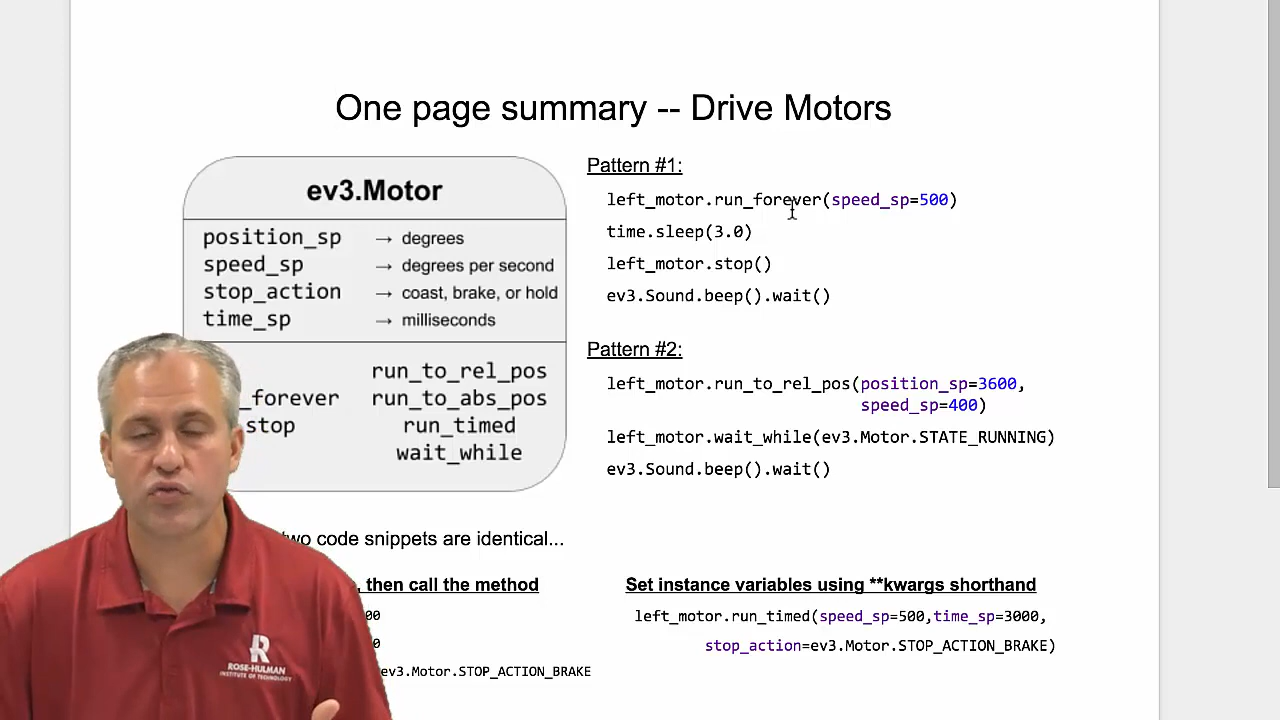 One page summary -- Drive Motors
ev3.Motor
position_sp → degrees
speed_sp → degrees per second
stop_action → coast, brake, or hold
time_sp → milliseconds
run_to_rel_pos
_forever run_to_abs_pos
stop run_timed
wait_while
Pattern #1:
left_motor.run_forever(speed_sp=500)
time.sleep(3.0)
left_motor.stop()
ev3.Sound.beep().wait()
Pattern #2:
left_motor.run_to_rel_pos(position_sp=3600,
speed_sp=400)
left_motor.wait_while(ev3.Motor.STATE_RUNNING)
ev3.Sound.beep().wait()
two code snippets are identical...
, then call the method
00
0
ev3.Motor.STOP_ACTION_BRAKE
Set instance variables using **kwargs shorthand
left_motor.run_timed(speed_sp=500,time_sp=3000,
stop_action=ev3.Motor.STOP_ACTION_BRAKE)
R
ROSE-HULMAN
INSTITUTE OF TECHNOLOGY